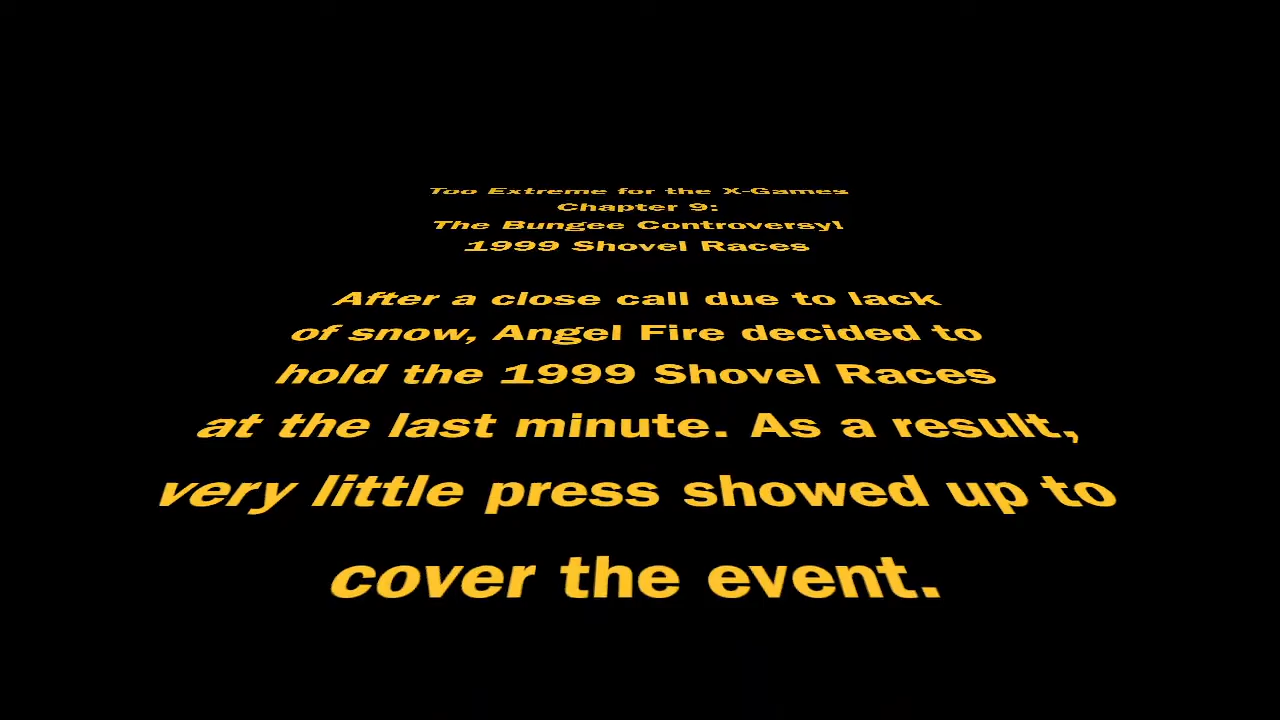 Too Extreme for the X-Games
Chapter 9:
The Bungee Controversy!
1999 Shovel Races
After a close call due to lack
of snow, Angel Fire decided to
hold the 1999 Shovel Races
at the last minute. As a result,
very little press showed up to
cover the event.